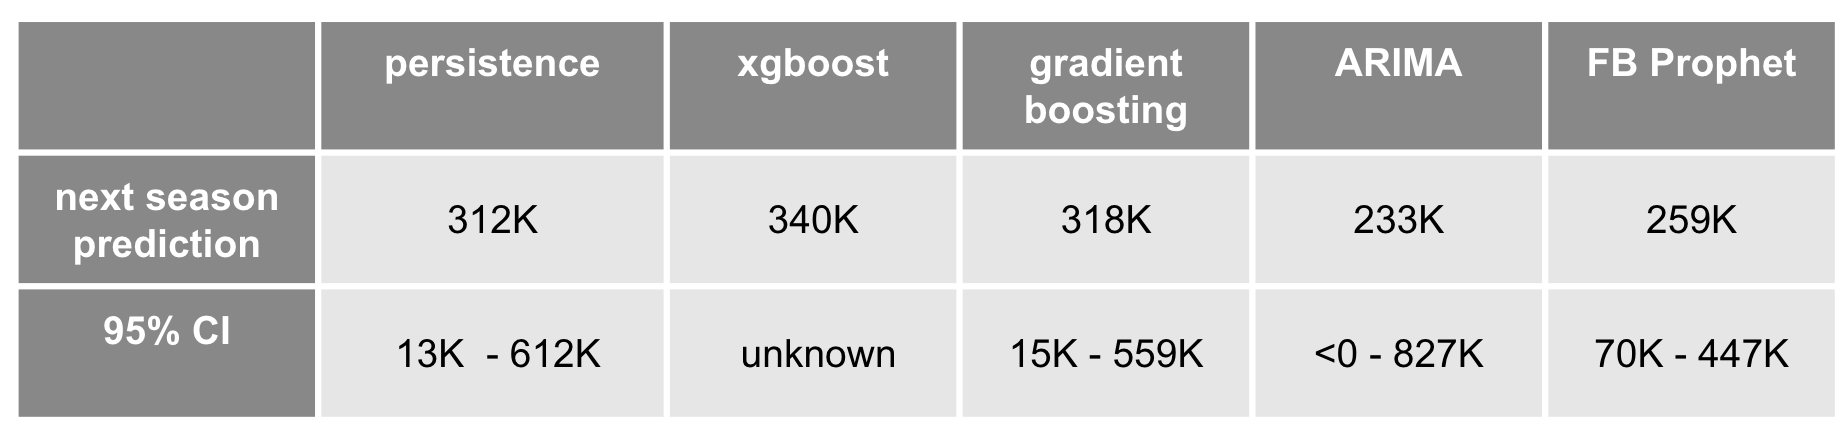 persistence xgboost gradient boosting ARIMA FB Prophet
next season prediction 312K 340K 318K 233K 259K
95% CI 13K - 612K unknown 15K - 559K <0 - 827K 70K - 447K